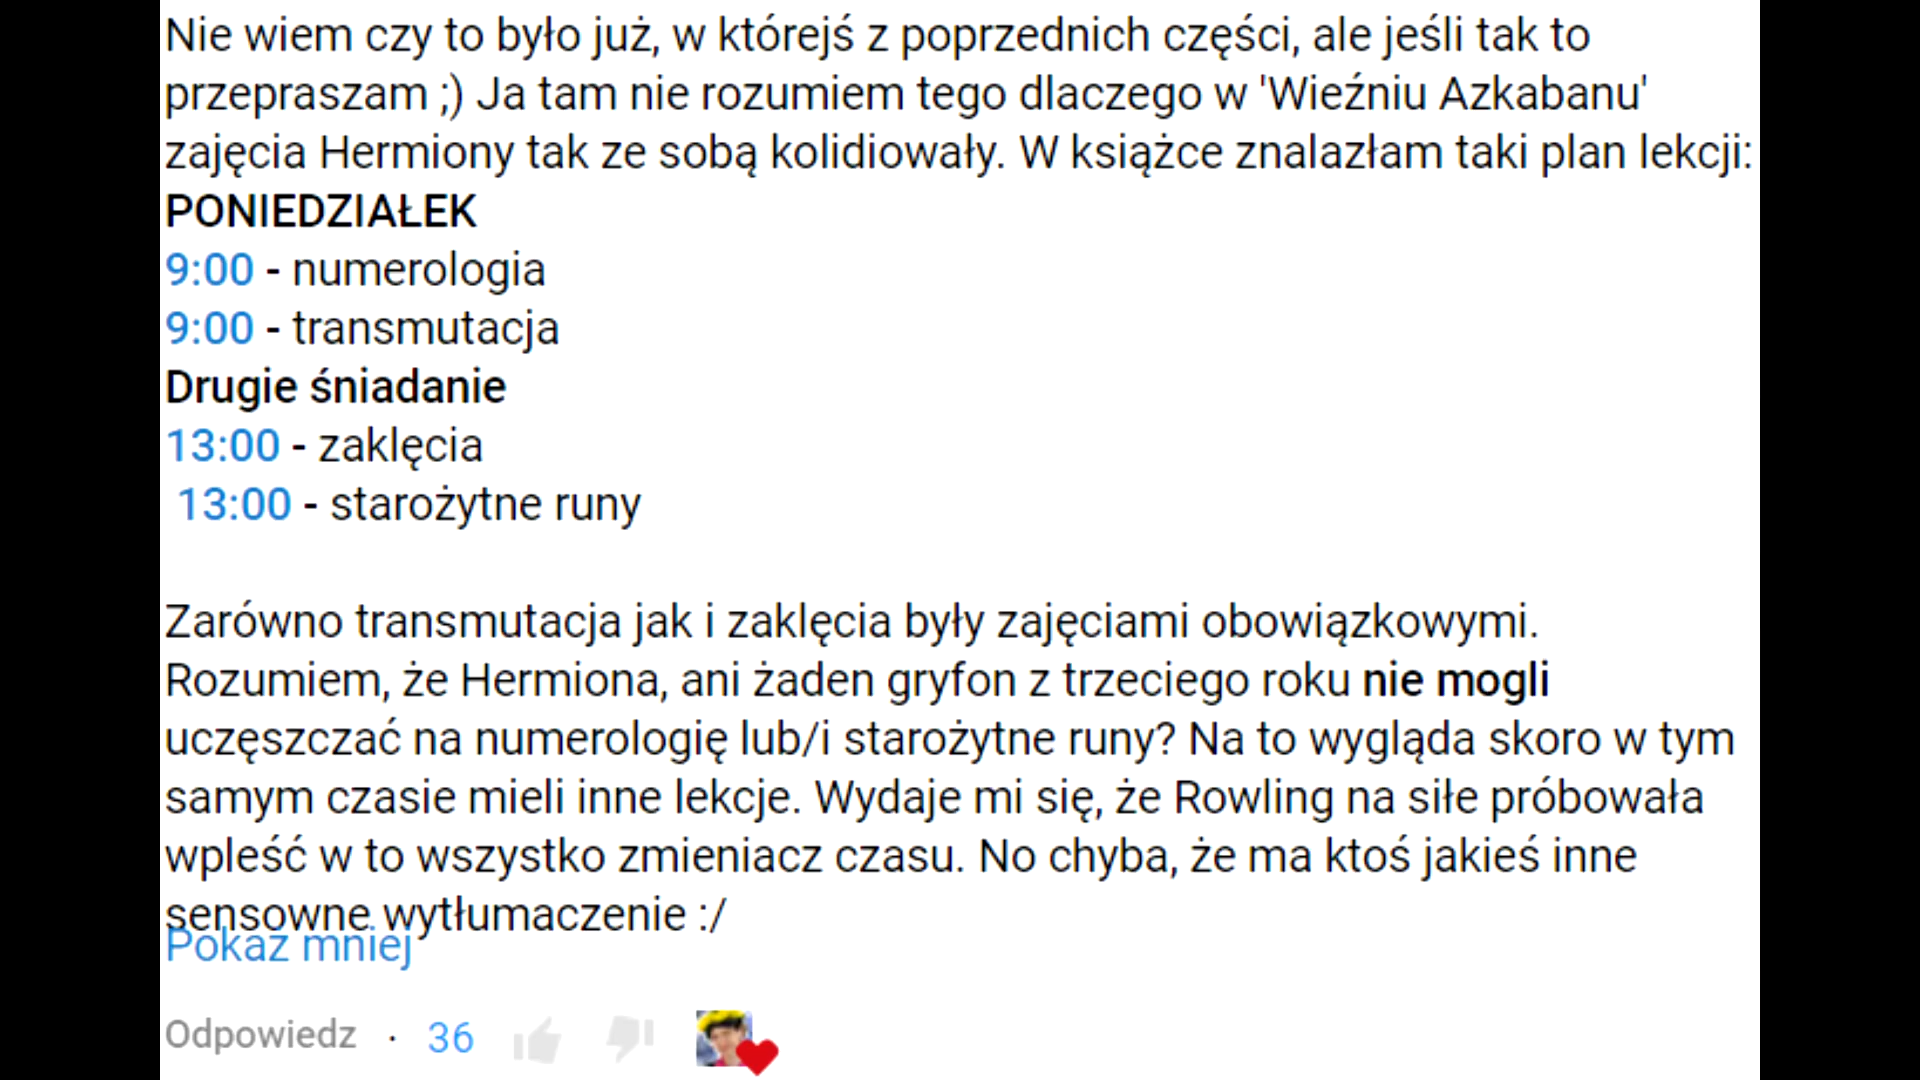 Nie wiem czy to było już, w którejś z poprzednich części, ale jeśli tak to
przepraszam ;) Ja tam nie rozumiem tego dlaczego w 'Wieźniu Azkabanu'
zajęcia Hermiony tak ze sobą kolidiowały. W książce znalazłam taki plan lekcji:
PONIEDZIAŁEK
9:00 - numerologia
9:00 - transmutacja
Drugie śniadanie
13:00 - zaklęcia
13:00 - starożytne runy
Zarówno transmutacja jak i zaklęcia były zajęciami obowiązkowymi.
Rozumiem, że Hermiona, ani żaden gryfon z trzeciego roku nie mogli
uczęszczać na numerologię lub/i starożytne runy? Na to wygląda skoro w tym
samym czasie mieli inne lekcje. Wydaje mi się, że Rowling na siłe próbowała
wpleść w to wszystko zmieniacz czasu. No chyba, że ma ktoś jakieś inne
sensowne wytłumaczenie :/
Pokaż mniej
Odpowiedz · 36